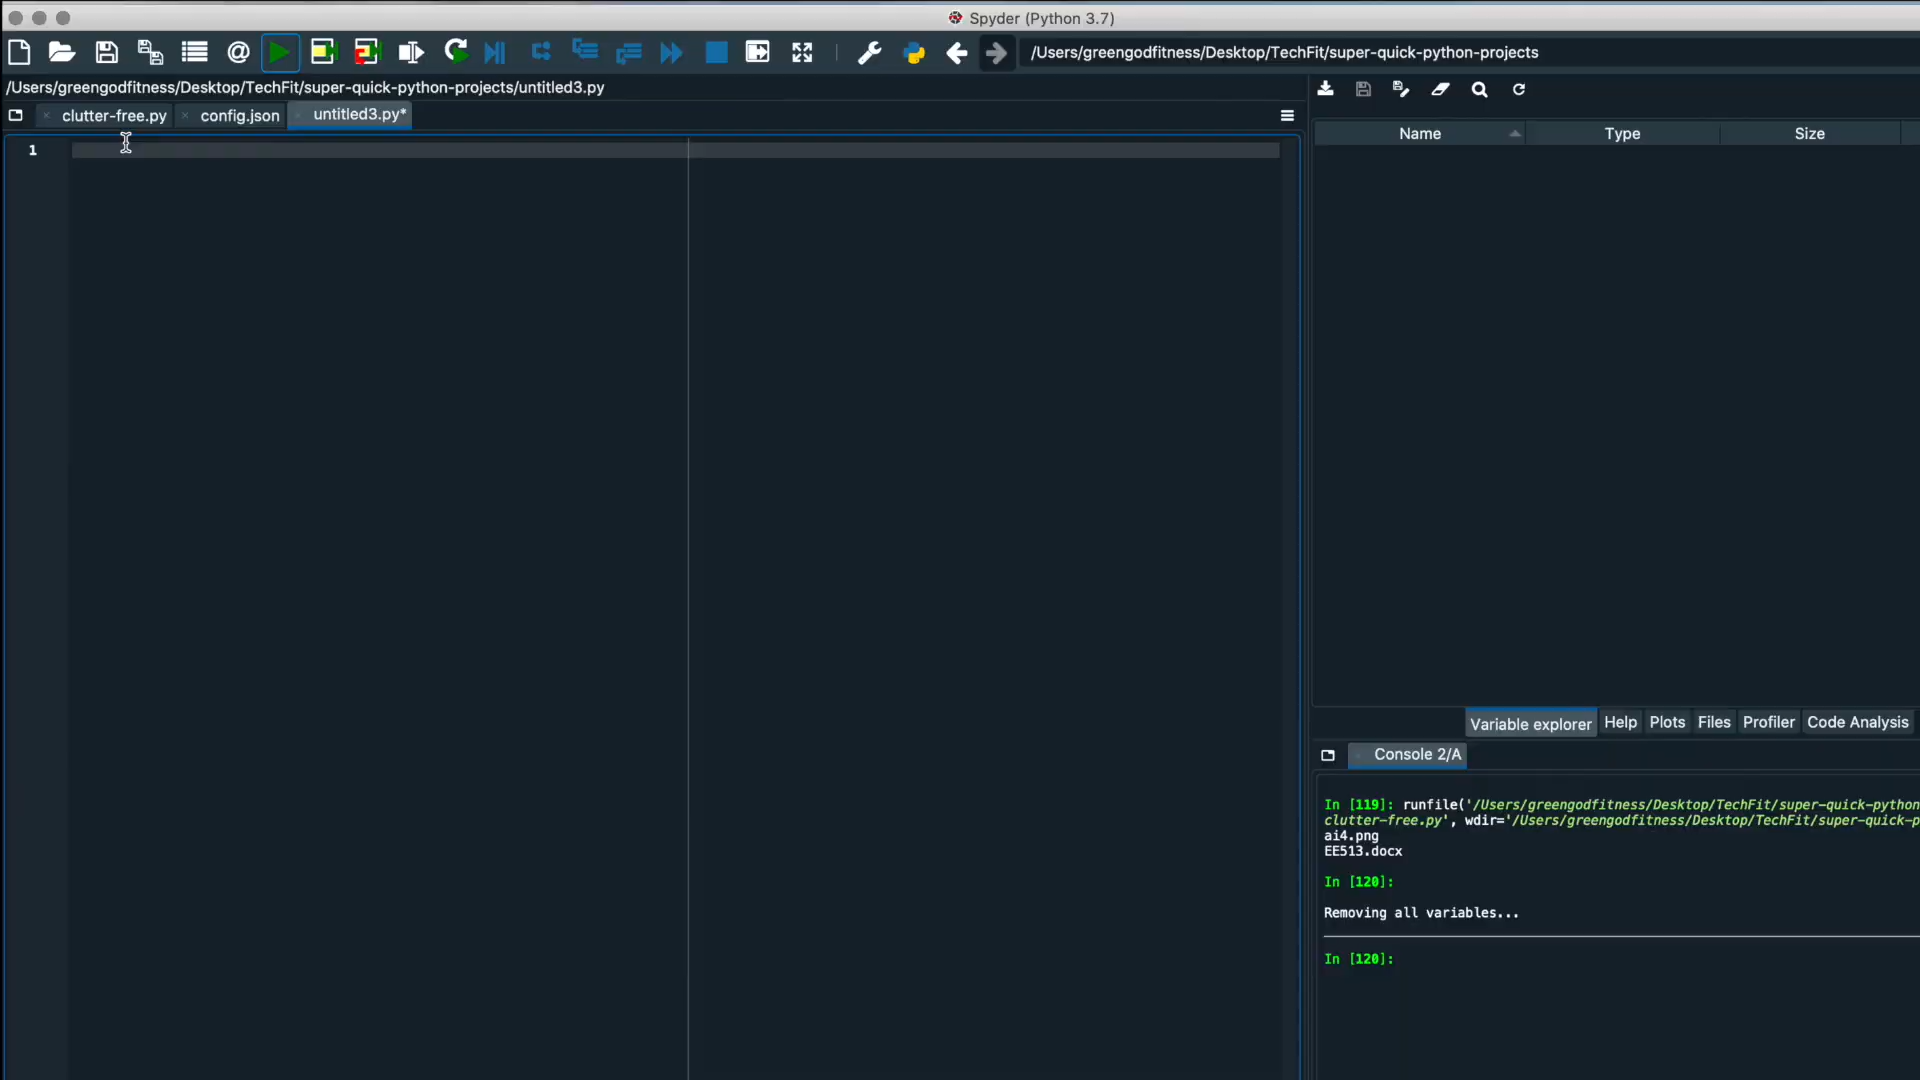 Spyder (Python 3.7)
/Users/greengodfitness/Desktop/TechFit/super-quick-python-projects
/Users/greengodfitness/Desktop/TechFit/super-quick-python-projects/untitled3.py
clutter-free.py config.json untitled3.py*
1
Name Type Size
Variable explorer Help Plots Files Profiler Code Analysis
Console 2/A
In [119]: runfile('/Users/greengodfitness/Desktop/TechFit/super-quick-python
clutter-free.py', wdir='/Users/greengodfitness/Desktop/TechFit/super-quick-p
ai4.png
EE513.docx
In [120]:
Removing all variables...
In [120]: